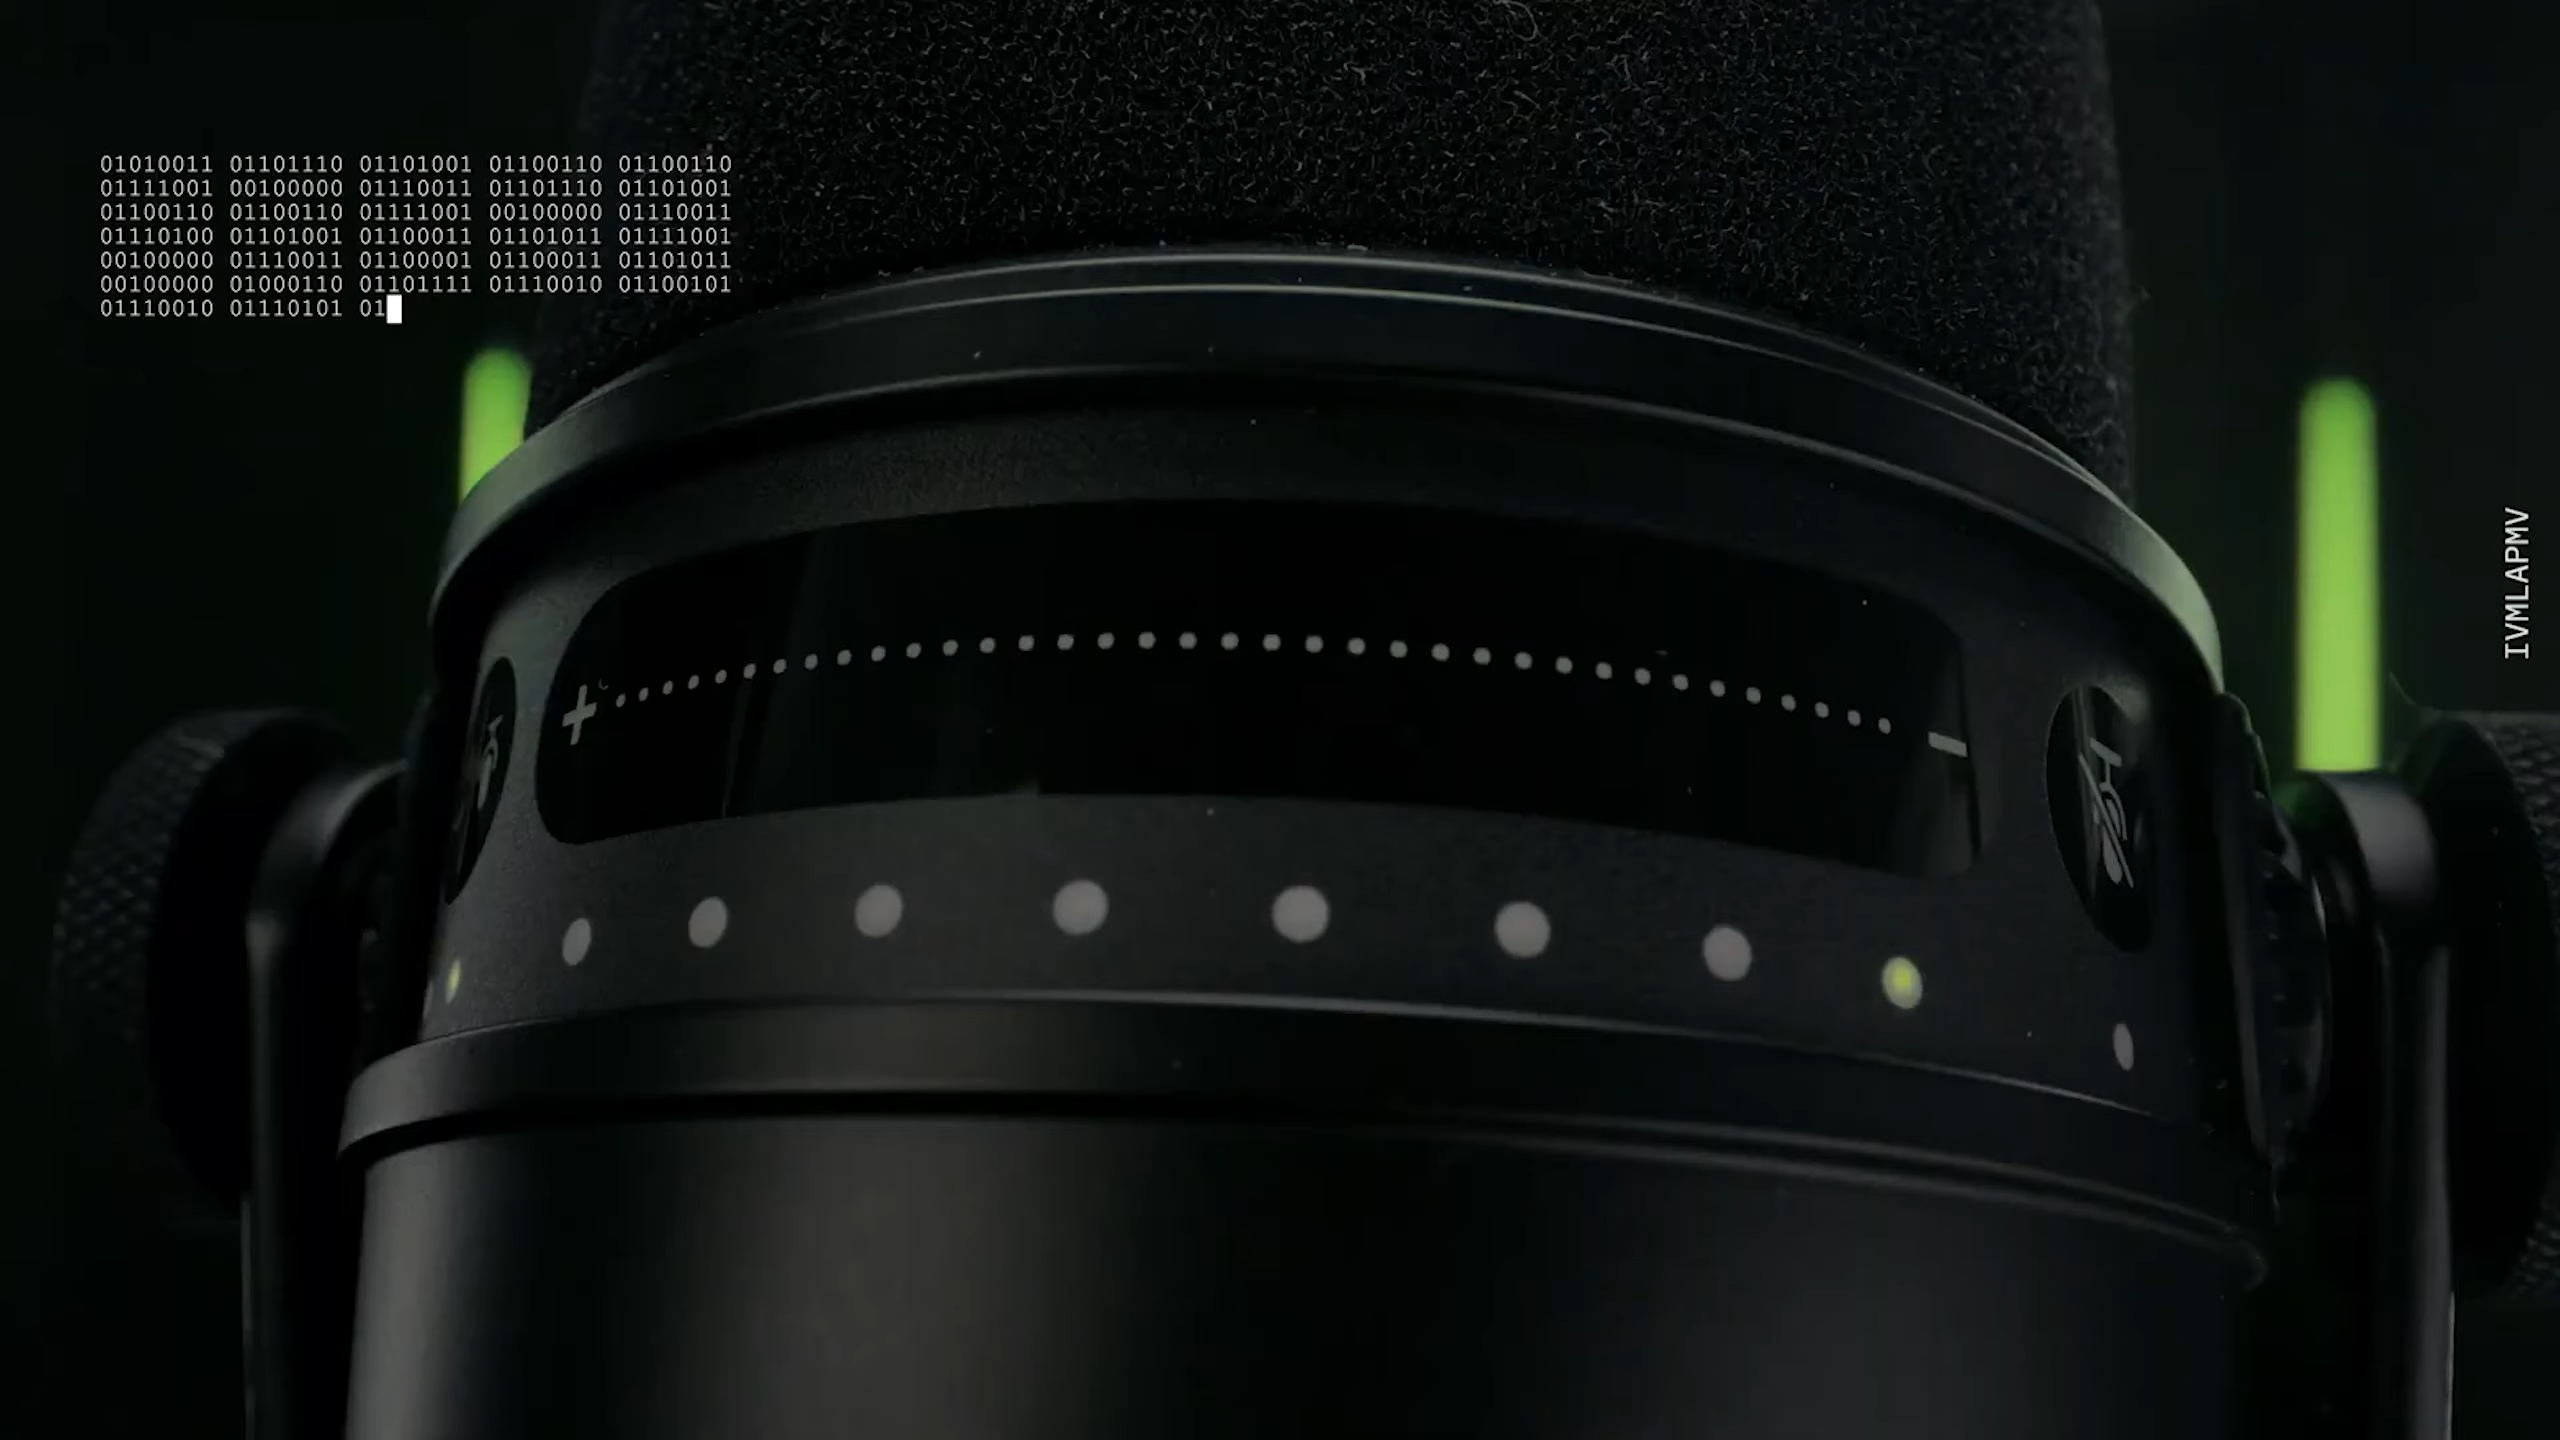 01010011 01101110 01101001 01100110 01100110
01111001 00100000 01110011 01101110 01101001
01100110 01100110 01111001 00100000 01110011
01110100 01101001 01100011 01101011 01111001
00100000 01110011 01100001 01100011 01101011
00100000 01000110 01101111 01110010 01100101
01110010 01110101 01
IVMLAPMV